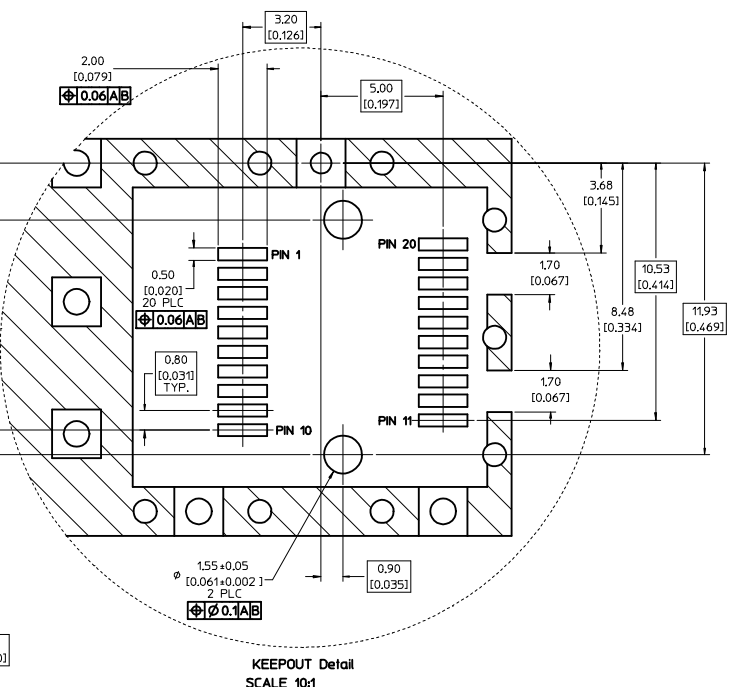 3.20
[0.126]
2.00
[0.079]
⌖ 0.06 A B
5.00
[0.197]
3.68
[0.145]
PIN 1
PIN 20
0.50
[0.020]
20 PLC
⌖ 0.06 A B
1.70
[0.067]
10.53
[0.414]
8.48
[0.334]
11.93
[0.469]
0.80
[0.031]
TYP.
1.70
[0.067]
PIN 10
PIN 11
⌀ 1.55±0.05
[0.061±0.002 ]
2 PLC
⌖ ⌀ 0.1 A B
0.90
[0.035]
KEEPOUT Detail
SCALE 10:1